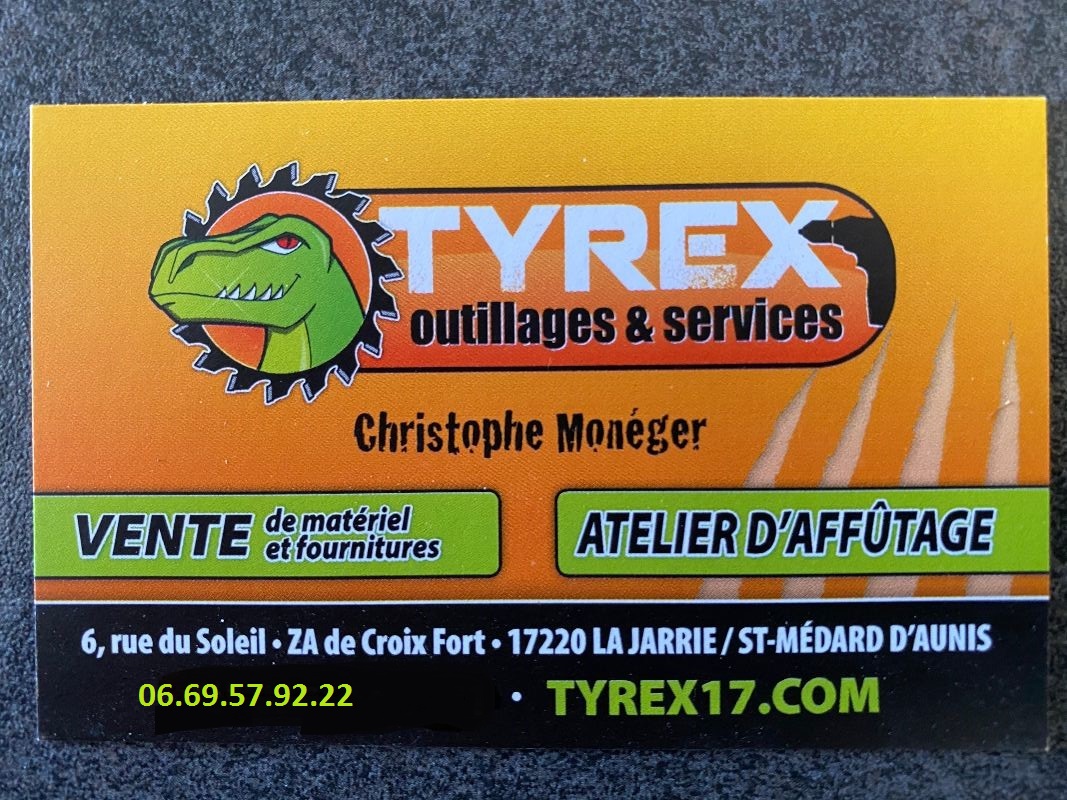 TYREX
outillages & services
Christophe Monéger
VENTE de matériel
et fournitures
ATELIER D'AFFÛTAGE
6, rue du Soleil • ZA de Croix Fort • 17220 LA JARRIE / ST-MÉDARD D'AUNIS
06.69.57.92.22 • TYREX17.COM